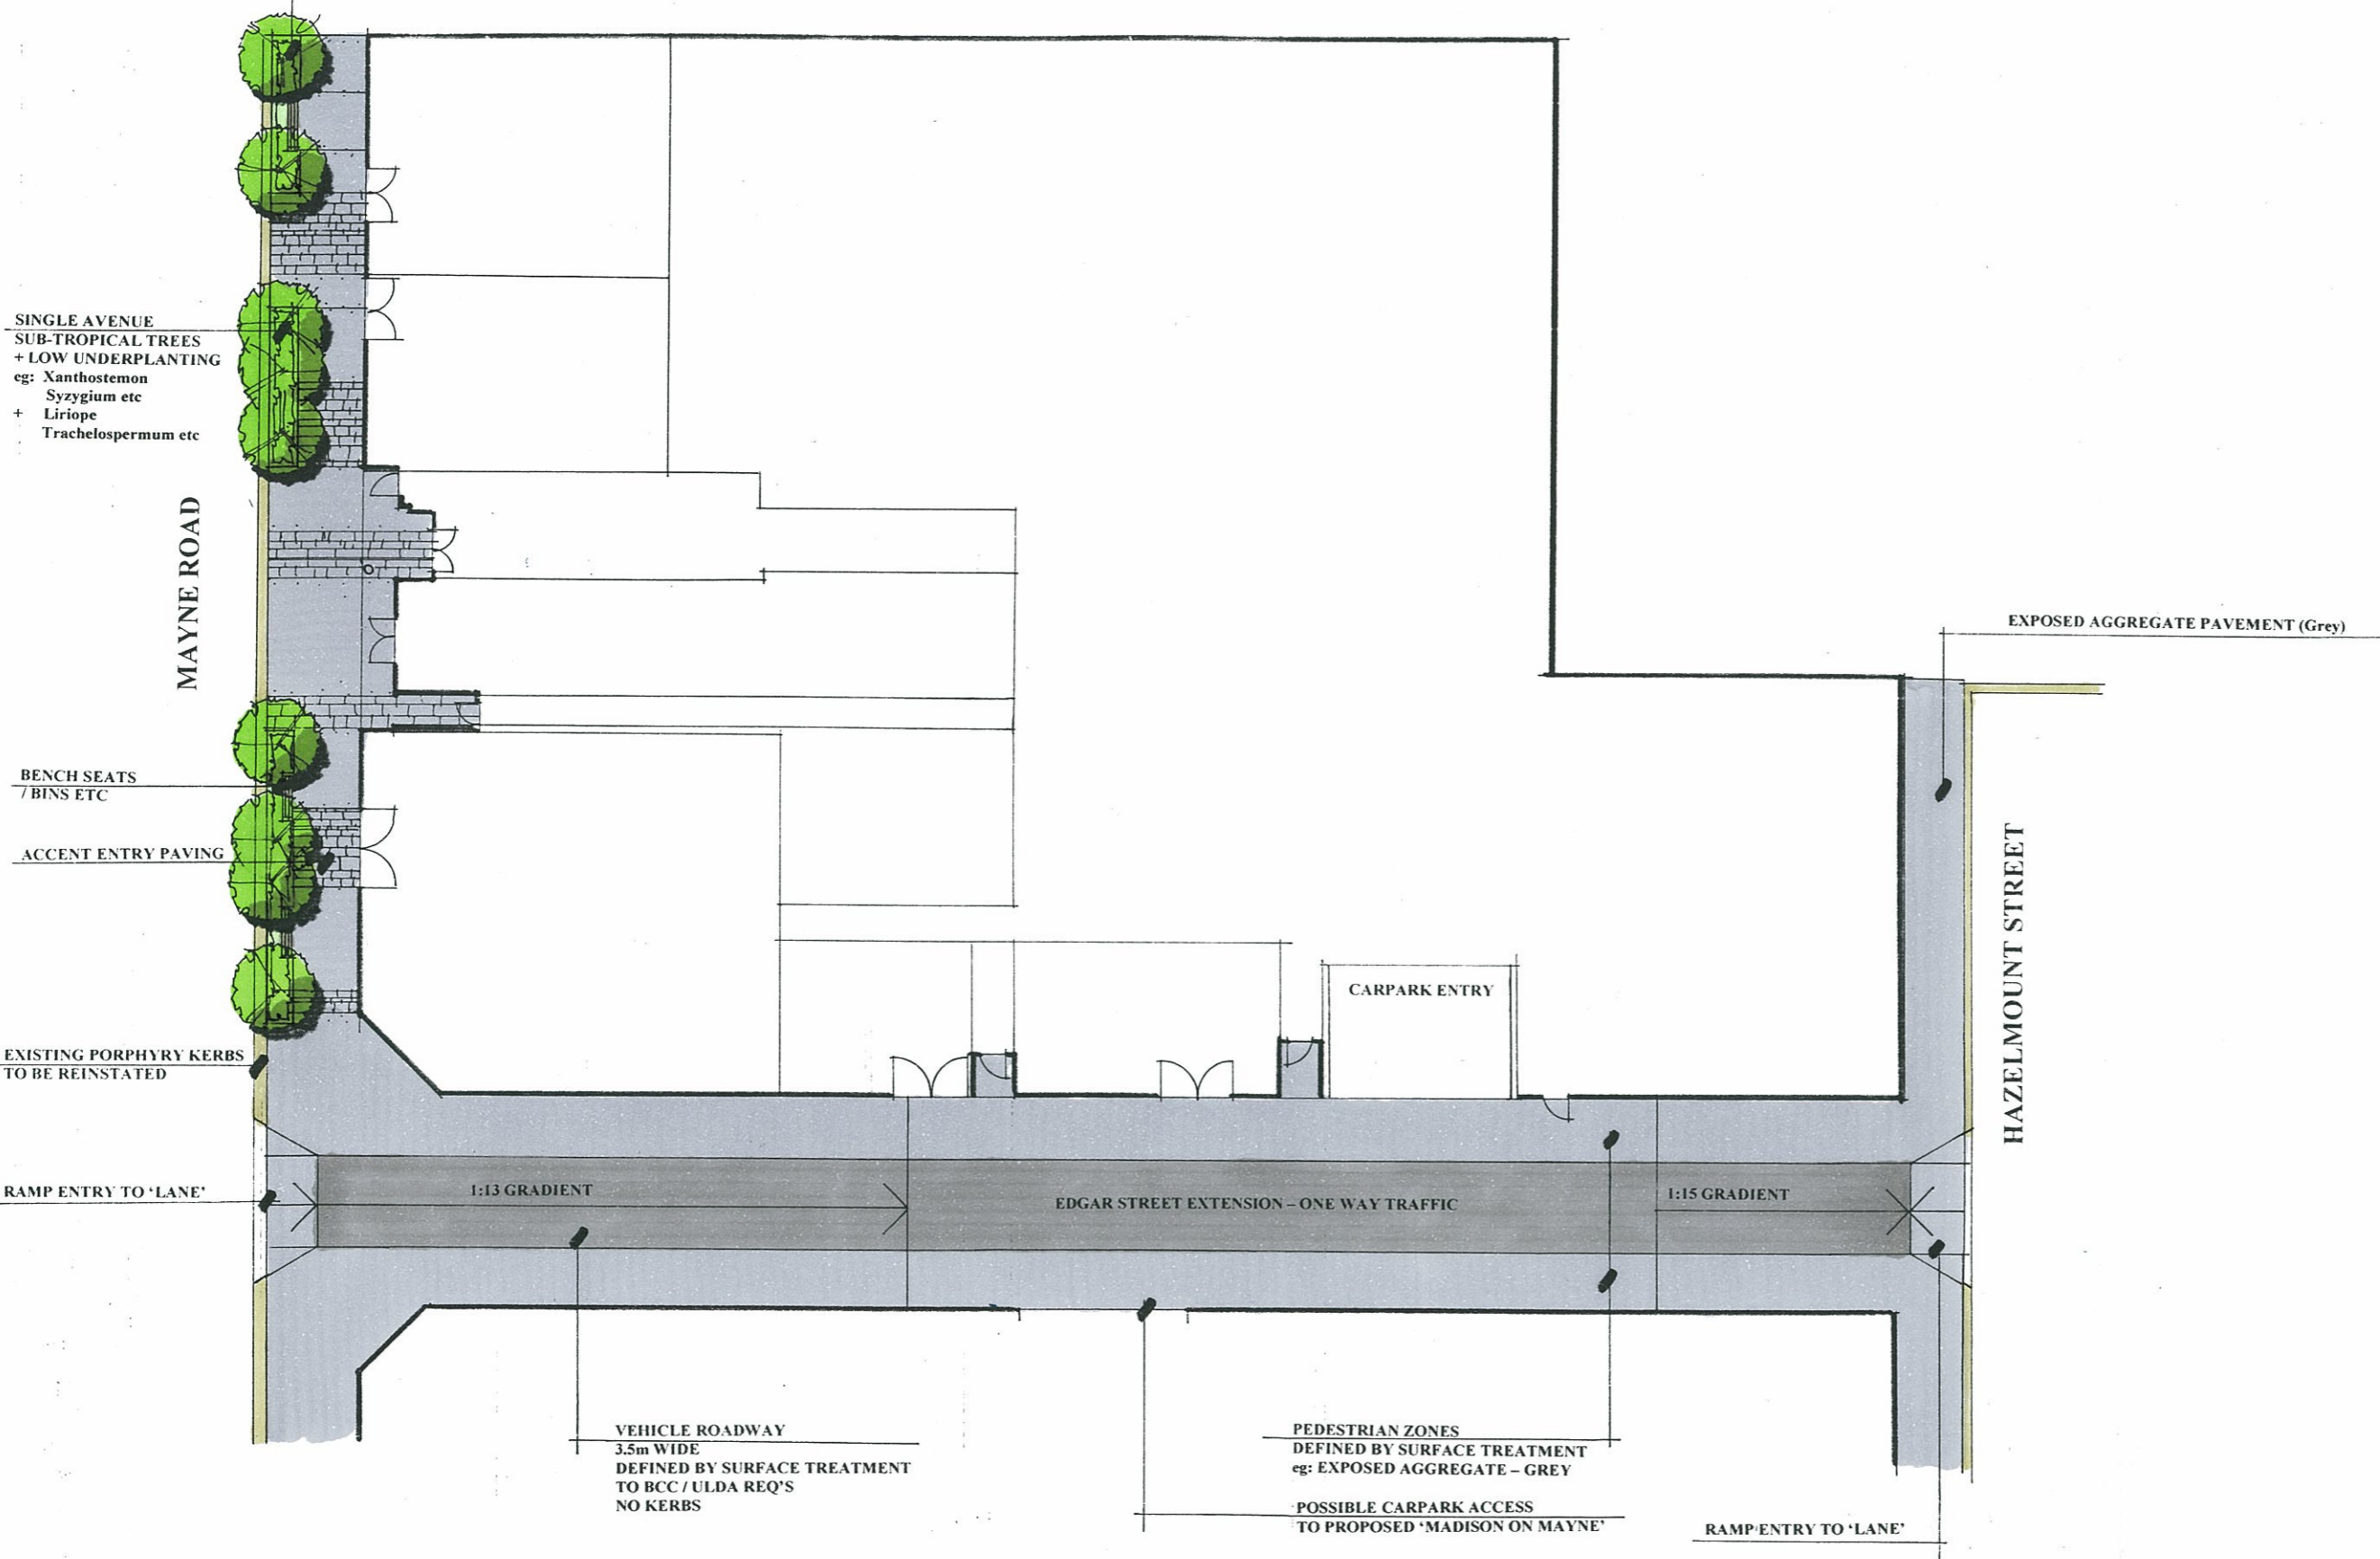 SINGLE AVENUE
SUB-TROPICAL TREES
+ LOW UNDERPLANTING
eg: Xanthostemon
Syzygium etc
+ Liriope
Trachelospermum etc
MAYNE ROAD
BENCH SEATS
/ BINS ETC
ACCENT ENTRY PAVING
EXISTING PORPHYRY KERBS
TO BE REINSTATED
RAMP ENTRY TO ‘LANE’
EXPOSED AGGREGATE PAVEMENT (Grey)
HAZELMOUNT STREET
CARPARK ENTRY
1:13 GRADIENT
EDGAR STREET EXTENSION – ONE WAY TRAFFIC
1:15 GRADIENT
VEHICLE ROADWAY
3.5m WIDE
DEFINED BY SURFACE TREATMENT
TO BCC / ULDA REQ’S
NO KERBS
PEDESTRIAN ZONES
DEFINED BY SURFACE TREATMENT
eg: EXPOSED AGGREGATE – GREY
POSSIBLE CARPARK ACCESS
TO PROPOSED ‘MADISON ON MAYNE’
RAMP ENTRY TO ‘LANE’